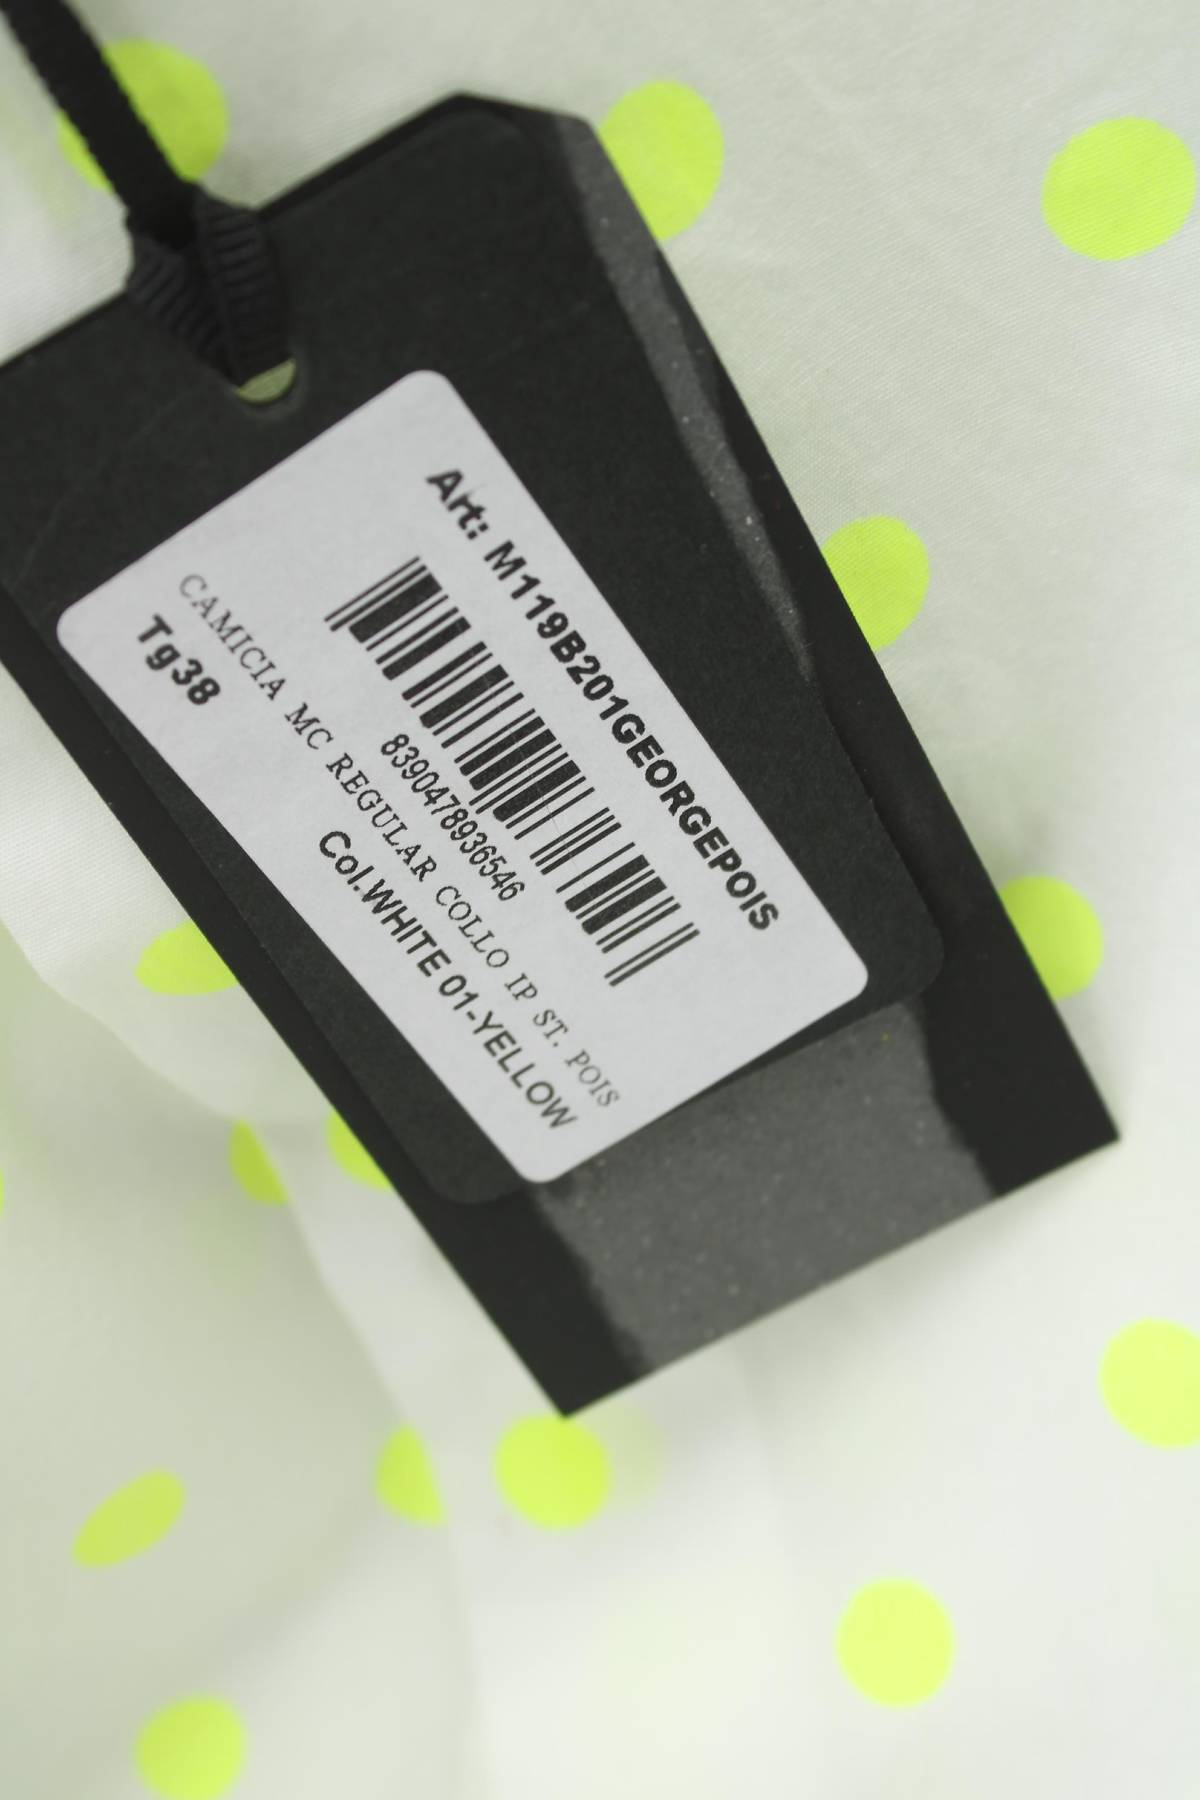 Art: M119B201GEORGEPOIS
8390478936546
CAMICIA MC REGULAR COLLO IP ST. POIS
Tg38
Col.WHITE 01-YELLOW